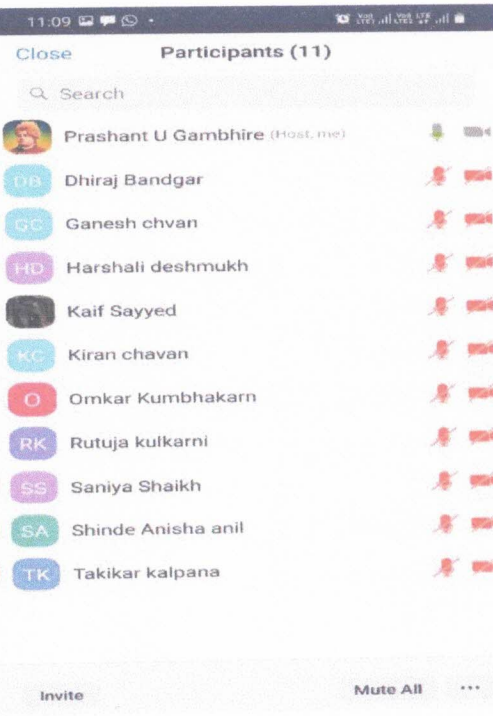 11:09
Close Participants (11)
Search
Prashant U Gambhire (Host, me)
DB Dhiraj Bandgar
GC Ganesh chvan
HD Harshali deshmukh
Kaif Sayyed
KC Kiran chavan
O Omkar Kumbhakarn
RK Rutuja kulkarni
SS Saniya Shaikh
SA Shinde Anisha anil
TK Takikar kalpana
Invite Mute All ...